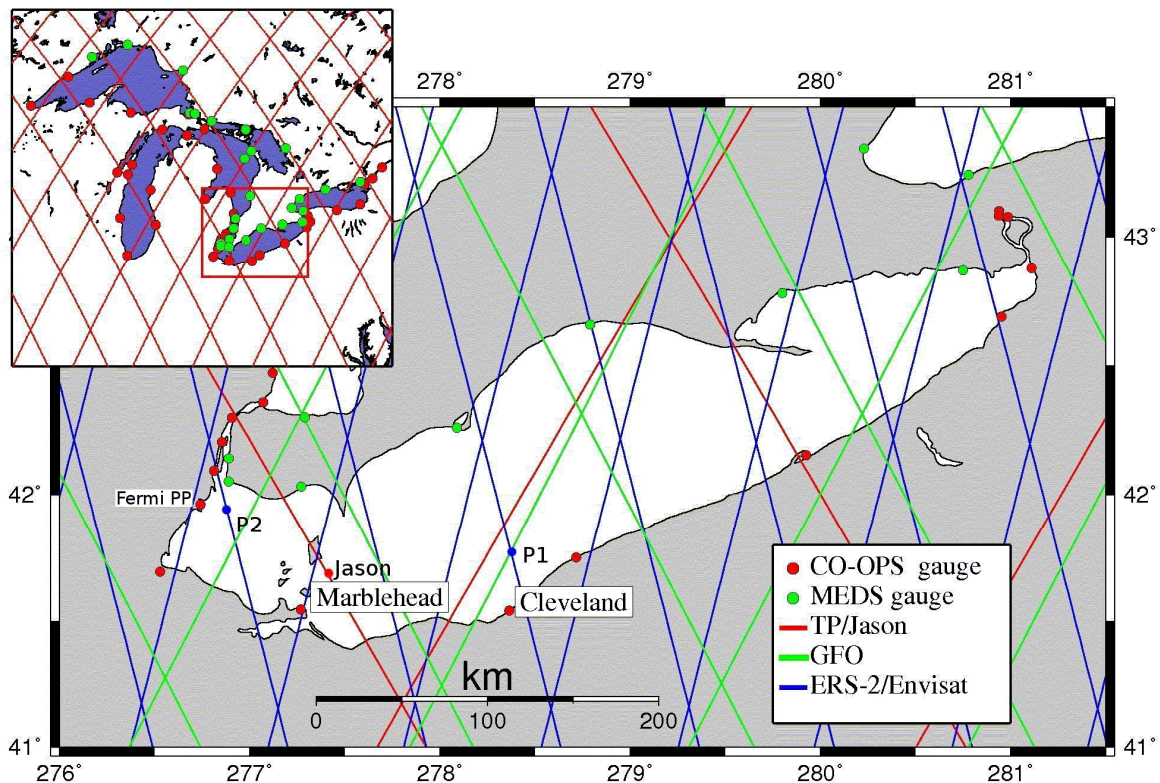 278° 279° 280° 281°
43°
42° 42°
41° 41°
276° 277° 278° 279° 280° 281°
Fermi PP
P2
P1
Jason
Marblehead
Cleveland
km
0 100 200
CO-OPS gauge
MEDS gauge
TP/Jason
GFO
ERS-2/Envisat